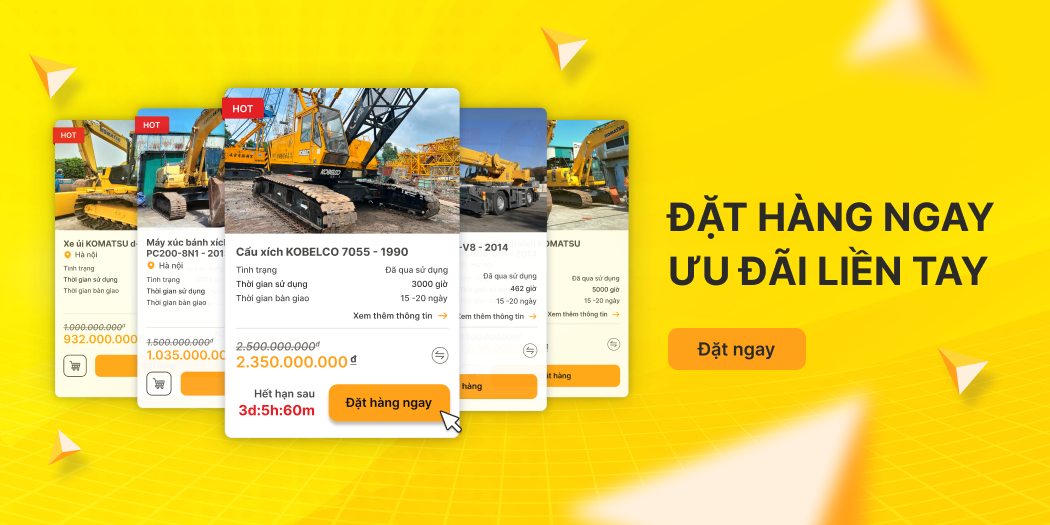 HOT
Xe ủi KOMATSU d
Hà nội
Tình trạng
Thời gian sử dụng
Thời gian bàn giao
1.000.000.000đ
932.000.000
HOT
Máy xúc bánh xích
PC200-8N1 - 201
Hà nội
Tình trạng
Thời gian sử dụng
Thời gian bàn giao
1.500.000.000đ
1.035.000.00
HOT
KOBELCO
Cẩu xích KOBELCO 7055 - 1990
Tình trạng Đã qua sử dụng
Thời gian sử dụng 3000 giờ
Thời gian bàn giao 15 -20 ngày
Xem thêm thông tin
2.500.000.000đ
2.350.000.000 đ
Hết hạn sau
3d:5h:60m
Đặt hàng ngay
-V8 - 2014
Đã qua sử dụng
462 giờ
15 -20 ngày
Xem thêm thông tin
hàng
KOMATSU
OMATSU
Đã qua sử dụng
5000 giờ
15 -20 ngày
Xem thêm thông tin
hàng
ĐẶT HÀNG NGAY
ƯU ĐÃI LIỀN TAY
Đặt ngay